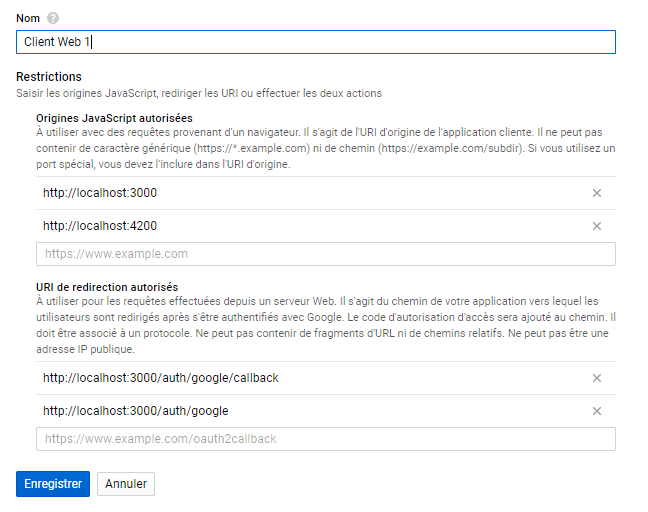 Nom ?
Client Web 1
Restrictions
Saisir les origines JavaScript, rediriger les URI ou effectuer les deux actions
Origines JavaScript autorisées
À utiliser avec des requêtes provenant d'un navigateur. Il s'agit de l'URI d'origine de l'application cliente. Il ne peut pas
contenir de caractère générique (https://*.example.com) ni de chemin (https://example.com/subdir). Si vous utilisez un
port spécial, vous devez l'inclure dans l'URI d'origine.
http://localhost:3000
http://localhost:4200
https://www.example.com
URI de redirection autorisés
À utiliser pour les requêtes effectuées depuis un serveur Web. Il s'agit du chemin de votre application vers lequel les
utilisateurs sont redirigés après s'être authentifiés avec Google. Le code d'autorisation d'accès sera ajouté au chemin. Il
doit être associé à un protocole. Ne peut pas contenir de fragments d'URL ni de chemins relatifs. Ne peut pas être une
adresse IP publique.
http://localhost:3000/auth/google/callback
http://localhost:3000/auth/google
https://www.example.com/oauth2callback
Enregistrer Annuler